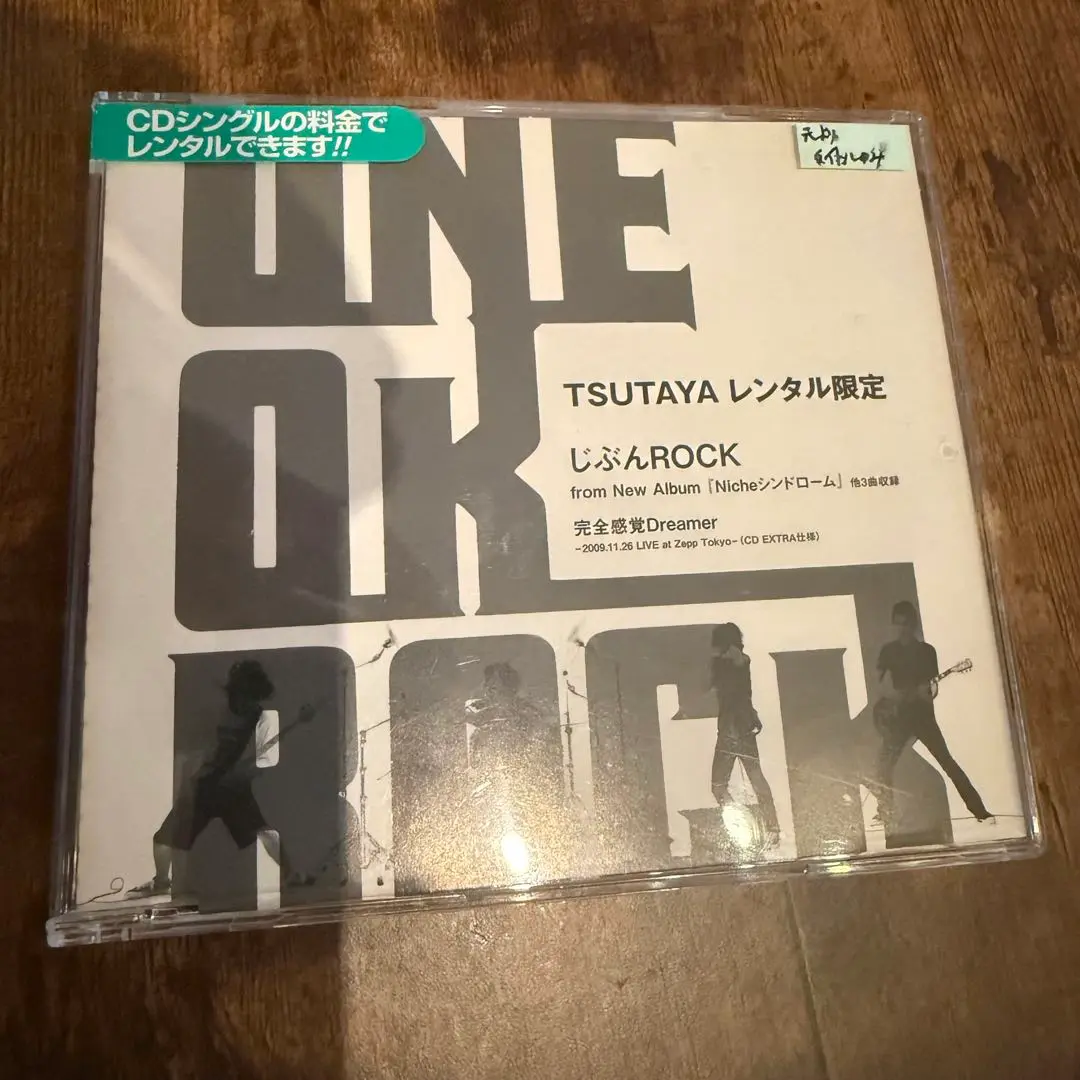 CDシングルの料金で
レンタルできます!!
ONE
OK
ROCK
TSUTAYA レンタル限定
じぶんROCK
from New Album『Nicheシンドローム』他3曲収録
完全感覚Dreamer
-2009.11.26 LIVE at Zepp Tokyo-(CD EXTRA仕様)